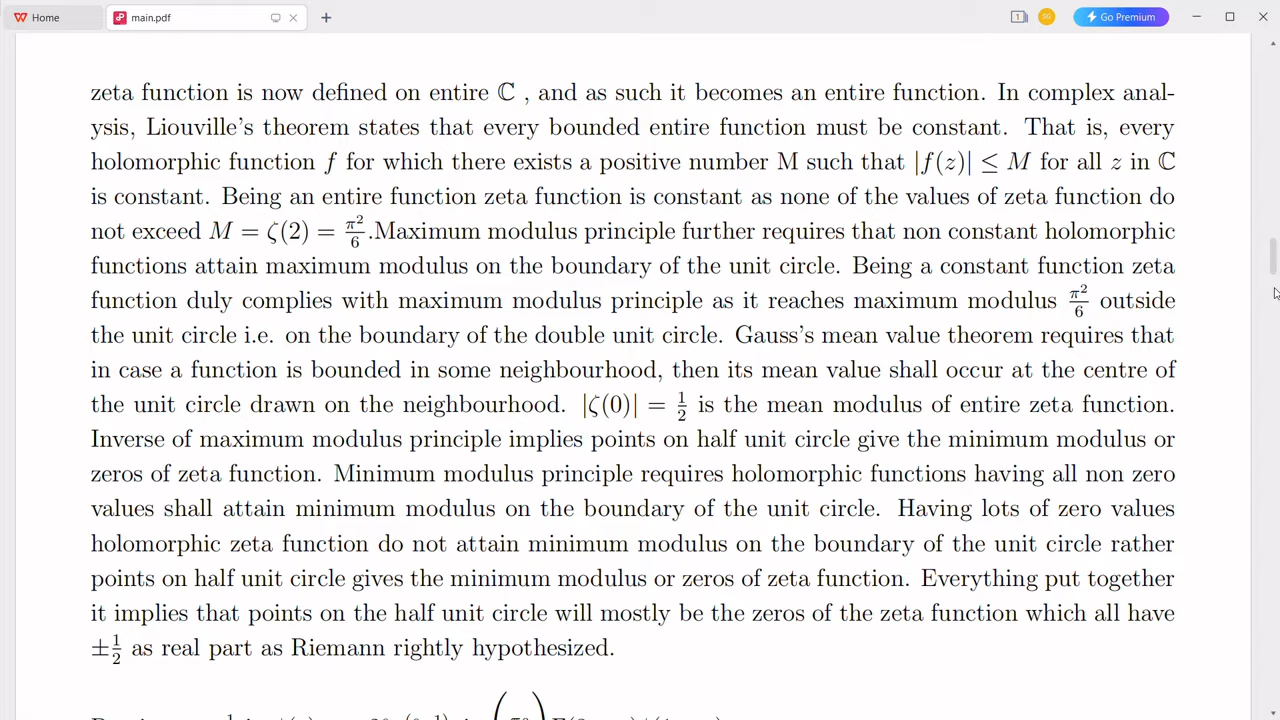 Home
main.pdf
1
SG
Go Premium
zeta function is now defined on entire ℂ , and as such it becomes an entire function. In complex anal-
ysis, Liouville's theorem states that every bounded entire function must be constant. That is, every
holomorphic function f for which there exists a positive number M such that |f(z)| ≤ M for all z in ℂ
is constant. Being an entire function zeta function is constant as none of the values of zeta function do
not exceed M = ζ(2) = π²/6.Maximum modulus principle further requires that non constant holomorphic
functions attain maximum modulus on the boundary of the unit circle. Being a constant function zeta
function duly complies with maximum modulus principle as it reaches maximum modulus π²/6 outside
the unit circle i.e. on the boundary of the double unit circle. Gauss's mean value theorem requires that
in case a function is bounded in some neighbourhood, then its mean value shall occur at the centre of
the unit circle drawn on the neighbourhood. |ζ(0)| = 1/2 is the mean modulus of entire zeta function.
Inverse of maximum modulus principle implies points on half unit circle give the minimum modulus or
zeros of zeta function. Minimum modulus principle requires holomorphic functions having all non zero
values shall attain minimum modulus on the boundary of the unit circle. Having lots of zero values
holomorphic zeta function do not attain minimum modulus on the boundary of the unit circle rather
points on half unit circle gives the minimum modulus or zeros of zeta function. Everything put together
it implies that points on the half unit circle will mostly be the zeros of the zeta function which all have
±1/2 as real part as Riemann rightly hypothesized.